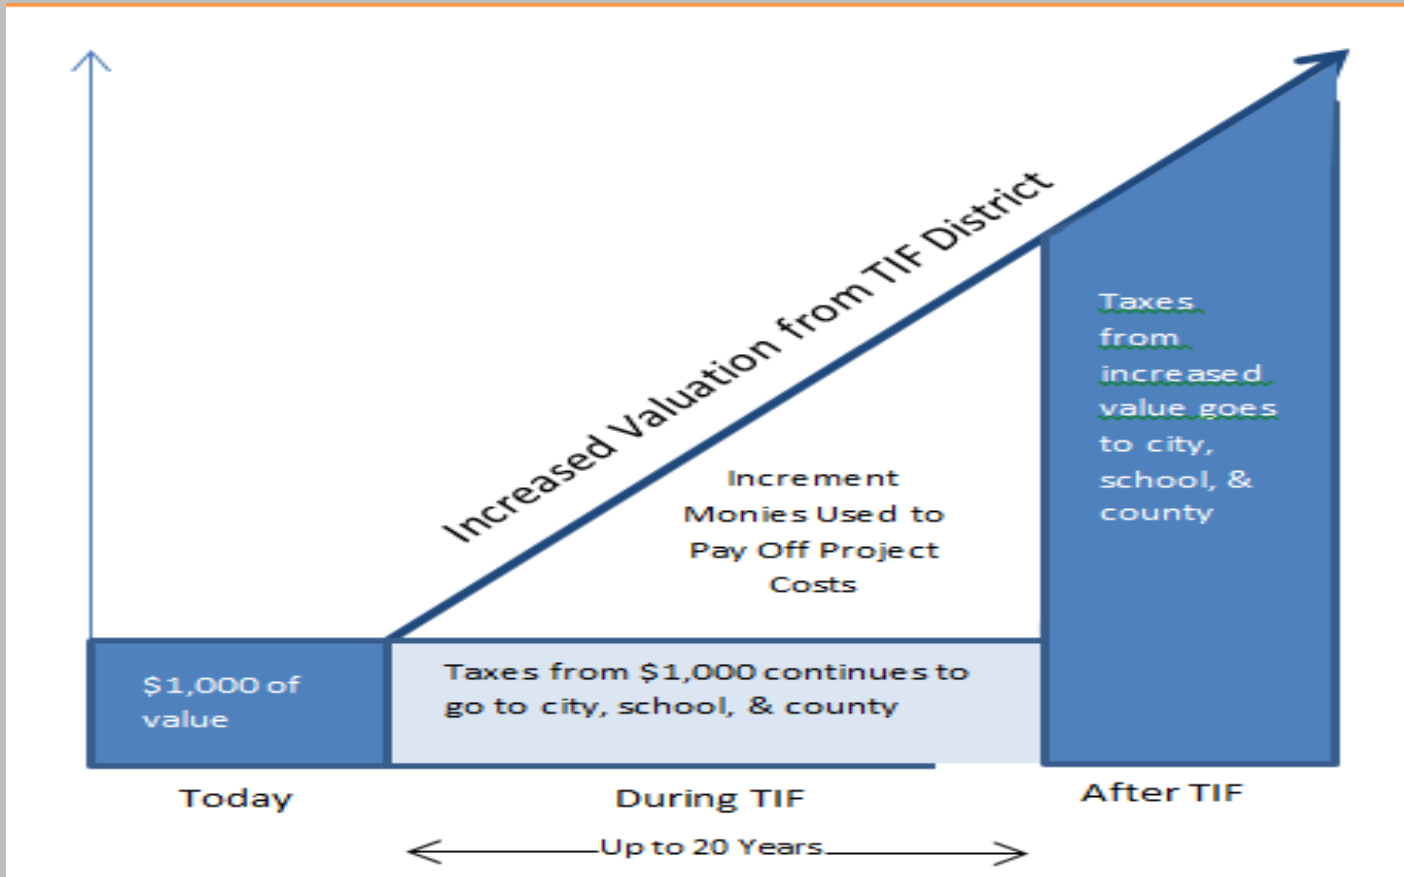 Increased Valuation from TIF District
Increment
Monies Used to
Pay Off Project
Costs
Taxes
from
increased
value goes
to city,
school, &
county
$1,000 of
value
Taxes from $1,000 continues to
go to city, school, & county
Today
During TIF
After TIF
Up to 20 Years